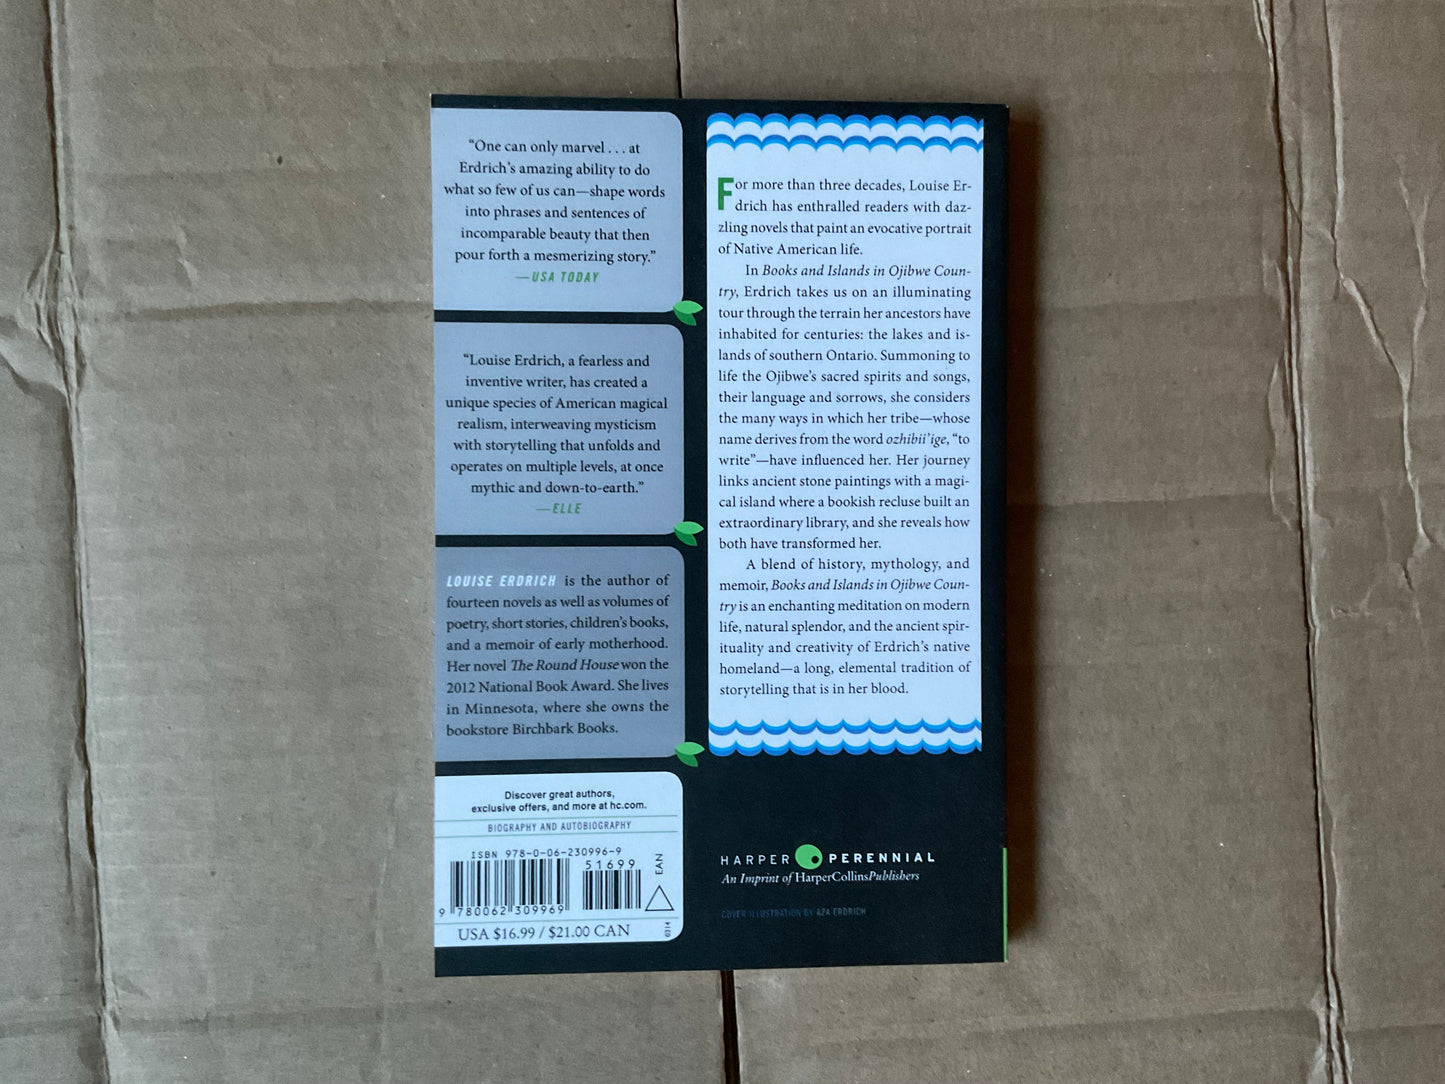 “One can only marvel . . . at
Erdrich’s amazing ability to do
what so few of us can—shape words
into phrases and sentences of
incomparable beauty that then
pour forth a mesmerizing story.”
—USA TODAY
“Louise Erdrich, a fearless and
inventive writer, has created a
unique species of American magical
realism, interweaving mysticism
with storytelling that unfolds and
operates on multiple levels, at once
mythic and down-to-earth.”
—ELLE
LOUISE ERDRICH is the author of
fourteen novels as well as volumes of
poetry, short stories, children’s books,
and a memoir of early motherhood.
Her novel The Round House won the
2012 National Book Award. She lives
in Minnesota, where she owns the
bookstore Birchbark Books.
Discover great authors,
exclusive offers, and more at hc.com.
BIOGRAPHY AND AUTOBIOGRAPHY
ISBN 978-0-06-230996-9
51699
EAN
9 780062 309969
USA $16.99 / $21.00 CAN
0314
For more than three decades, Louise Er-
drich has enthralled readers with daz-
zling novels that paint an evocative portrait
of Native American life.
In Books and Islands in Ojibwe Coun-
try, Erdrich takes us on an illuminating
tour through the terrain her ancestors have
inhabited for centuries: the lakes and is-
lands of southern Ontario. Summoning to
life the Ojibwe’s sacred spirits and songs,
their language and sorrows, she considers
the many ways in which her tribe—whose
name derives from the word ozhibii’ige, “to
write”—have influenced her. Her journey
links ancient stone paintings with a magi-
cal island where a bookish recluse built an
extraordinary library, and she reveals how
both have transformed her.
A blend of history, mythology, and
memoir, Books and Islands in Ojibwe Coun-
try is an enchanting meditation on modern
life, natural splendor, and the ancient spir-
ituality and creativity of Erdrich’s native
homeland—a long, elemental tradition of
storytelling that is in her blood.
HARPER PERENNIAL
An Imprint of HarperCollinsPublishers
COVER ILLUSTRATION BY AZA ERDRICH